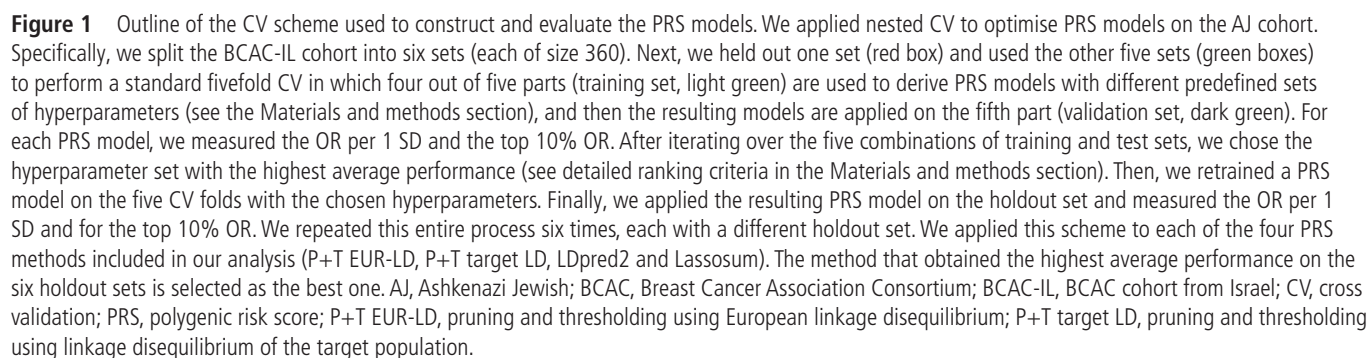 Figure 1 Outline of the CV scheme used to construct and evaluate the PRS models. We applied nested CV to optimise PRS models on the AJ cohort.
Specifically, we split the BCAC-IL cohort into six sets (each of size 360). Next, we held out one set (red box) and used the other five sets (green boxes)
to perform a standard fivefold CV in which four out of five parts (training set, light green) are used to derive PRS models with different predefined sets
of hyperparameters (see the Materials and methods section), and then the resulting models are applied on the fifth part (validation set, dark green). For
each PRS model, we measured the OR per 1 SD and the top 10% OR. After iterating over the five combinations of training and test sets, we chose the
hyperparameter set with the highest average performance (see detailed ranking criteria in the Materials and methods section). Then, we retrained a PRS
model on the five CV folds with the chosen hyperparameters. Finally, we applied the resulting PRS model on the holdout set and measured the OR per 1
SD and for the top 10% OR. We repeated this entire process six times, each with a different holdout set. We applied this scheme to each of the four PRS
methods included in our analysis (P+T EUR-LD, P+T target LD, LDpred2 and Lassosum). The method that obtained the highest average performance on the
six holdout sets is selected as the best one. AJ, Ashkenazi Jewish; BCAC, Breast Cancer Association Consortium; BCAC-IL, BCAC cohort from Israel; CV, cross
validation; PRS, polygenic risk score; P+T EUR-LD, pruning and thresholding using European linkage disequilibrium; P+T target LD, pruning and thresholding
using linkage disequilibrium of the target population.